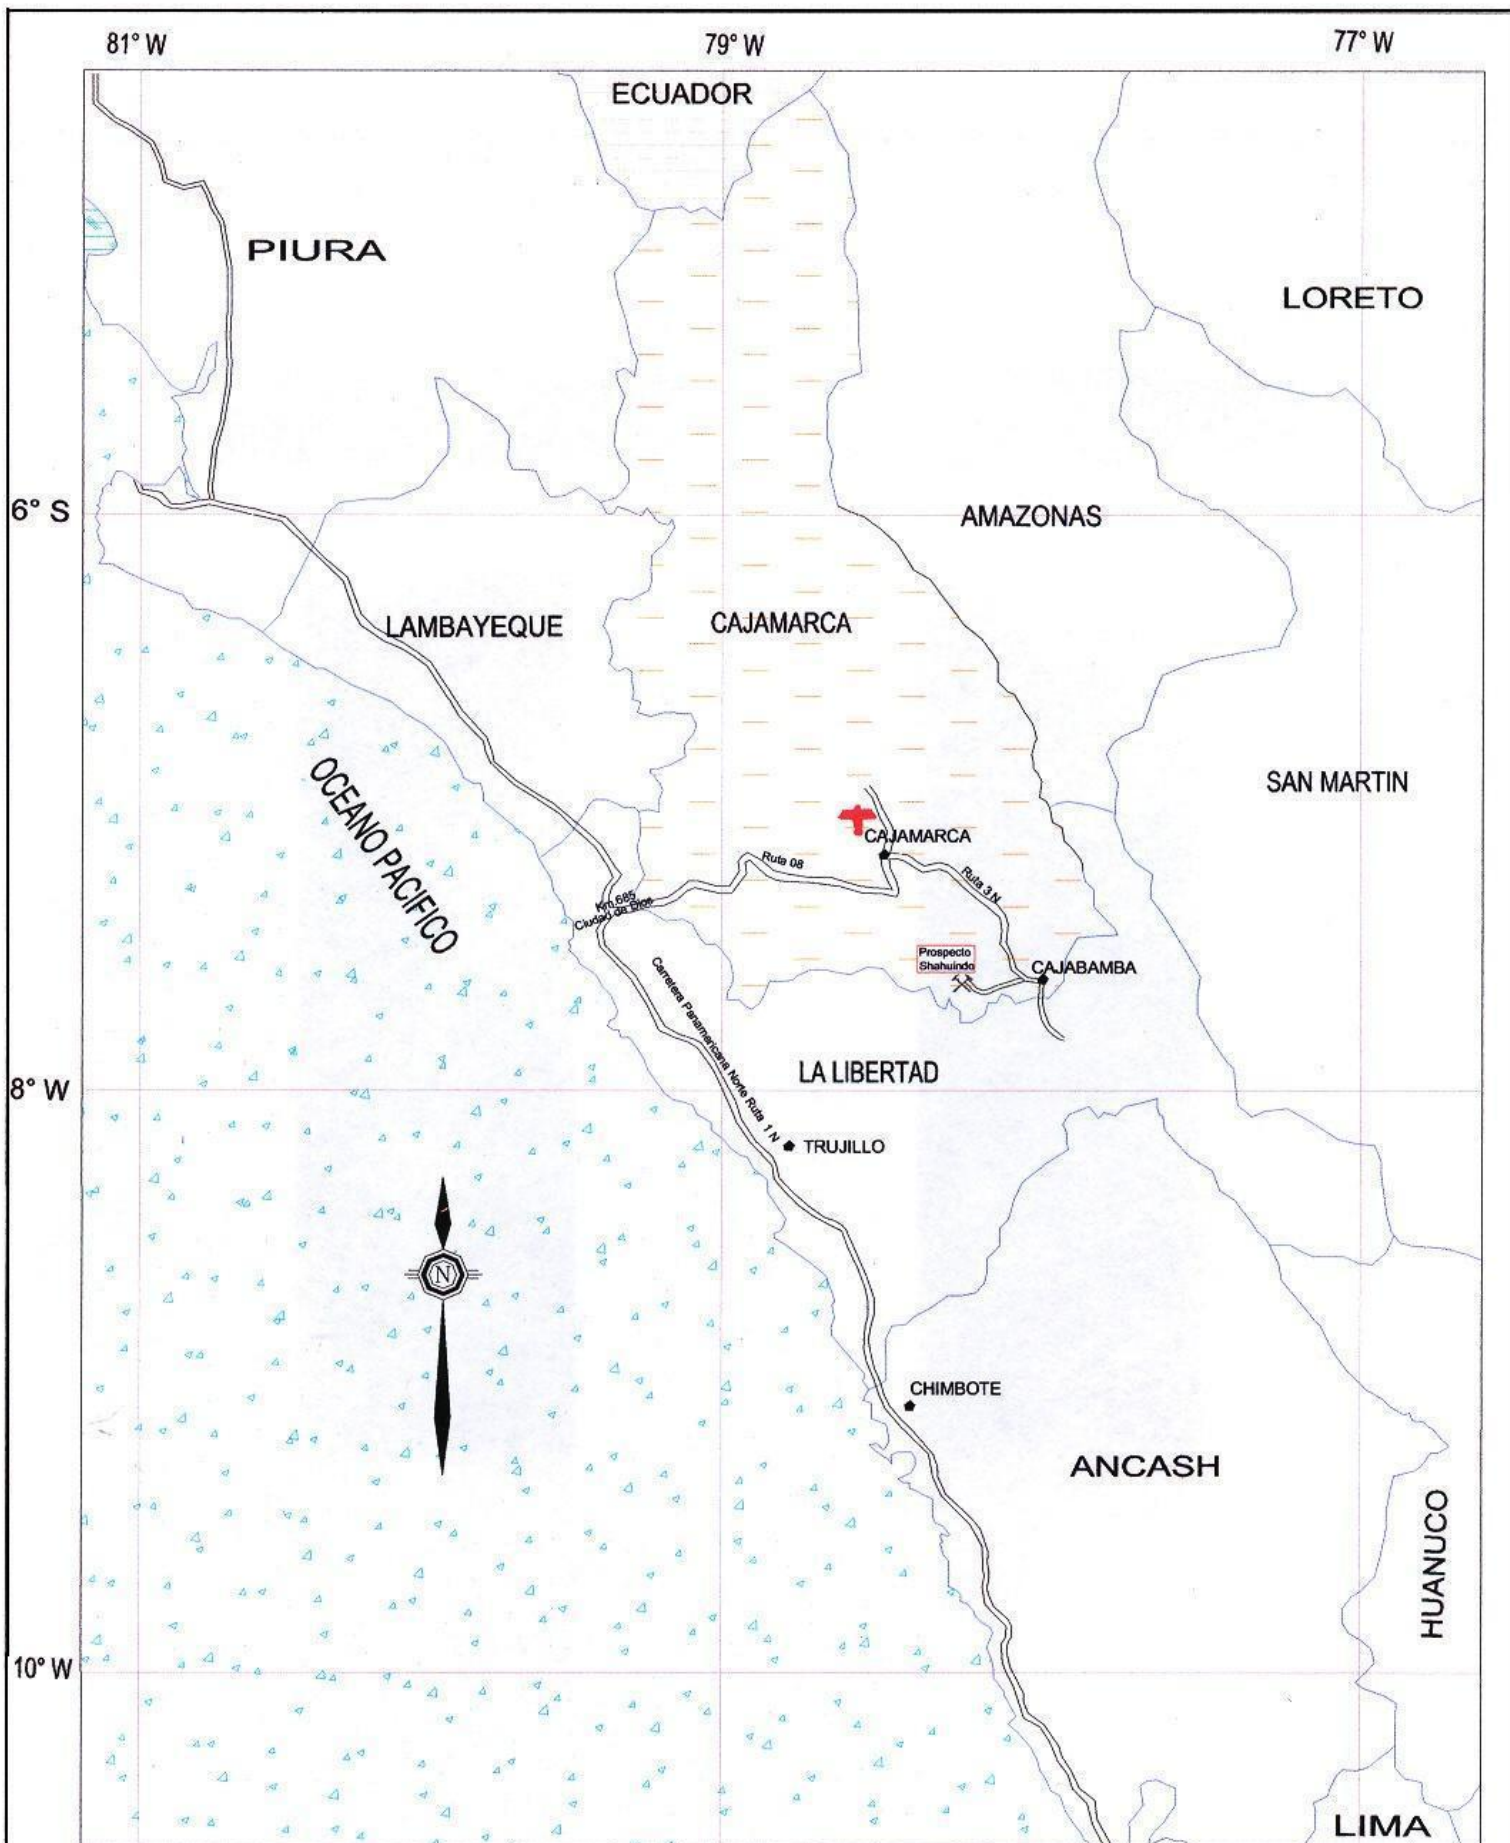 81° W
79° W
77° W
ECUADOR
PIURA
LORETO
6° S
AMAZONAS
LAMBAYEQUE
CAJAMARCA
SAN MARTIN
OCEANO PACIFICO
CAJAMARCA
Ruta 08
Ruta 3 N
Km 685
Ciudad de Dios
Prospecto
Shahuindo
CAJABAMBA
Carretera Panamericana Norte Ruta 1 N
LA LIBERTAD
8° W
TRUJILLO
N
CHIMBOTE
ANCASH
HUANUCO
10° W
LIMA